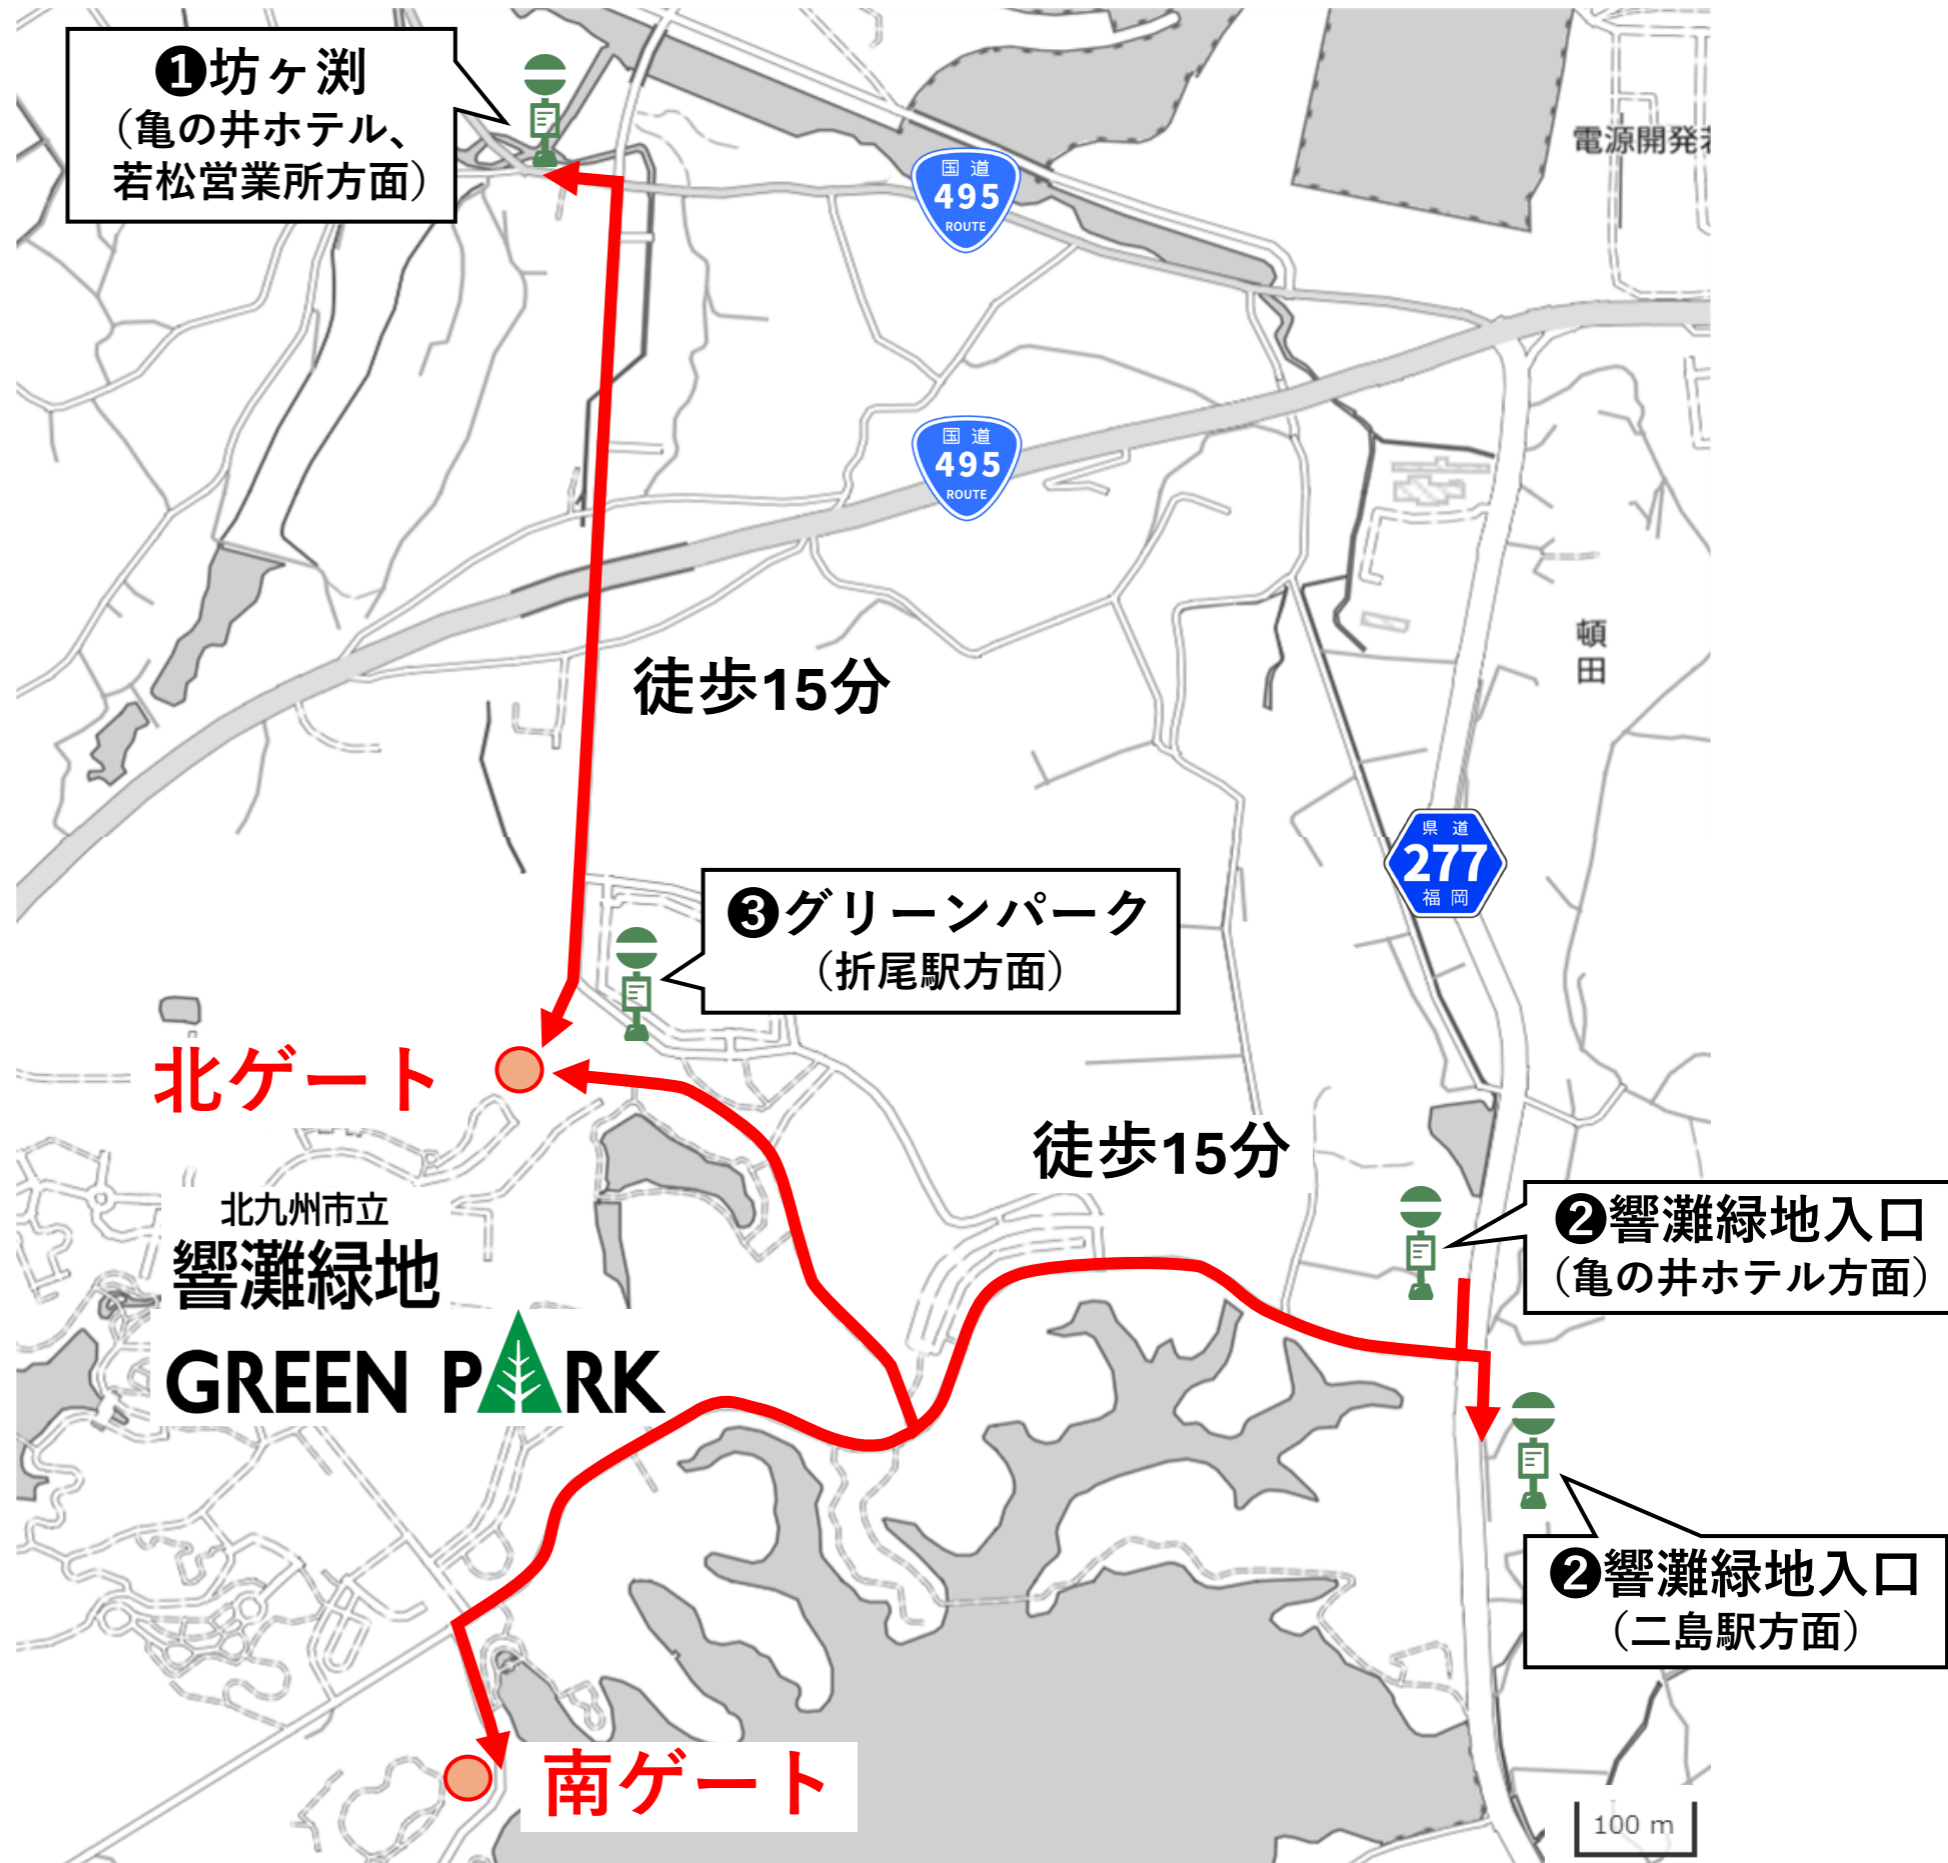 ❶坊ヶ渕
（亀の井ホテル、
若松営業所方面）
国道
495
ROUTE
電源開発若
国道
495
ROUTE
頓
田
徒歩15分
県道
277
福岡
❸グリーンパーク
（折尾駅方面）
北ゲート
徒歩15分
北九州市立
響灘緑地
GREEN PARK
❷響灘緑地入口
（亀の井ホテル方面）
❷響灘緑地入口
（二島駅方面）
南ゲート
100 m